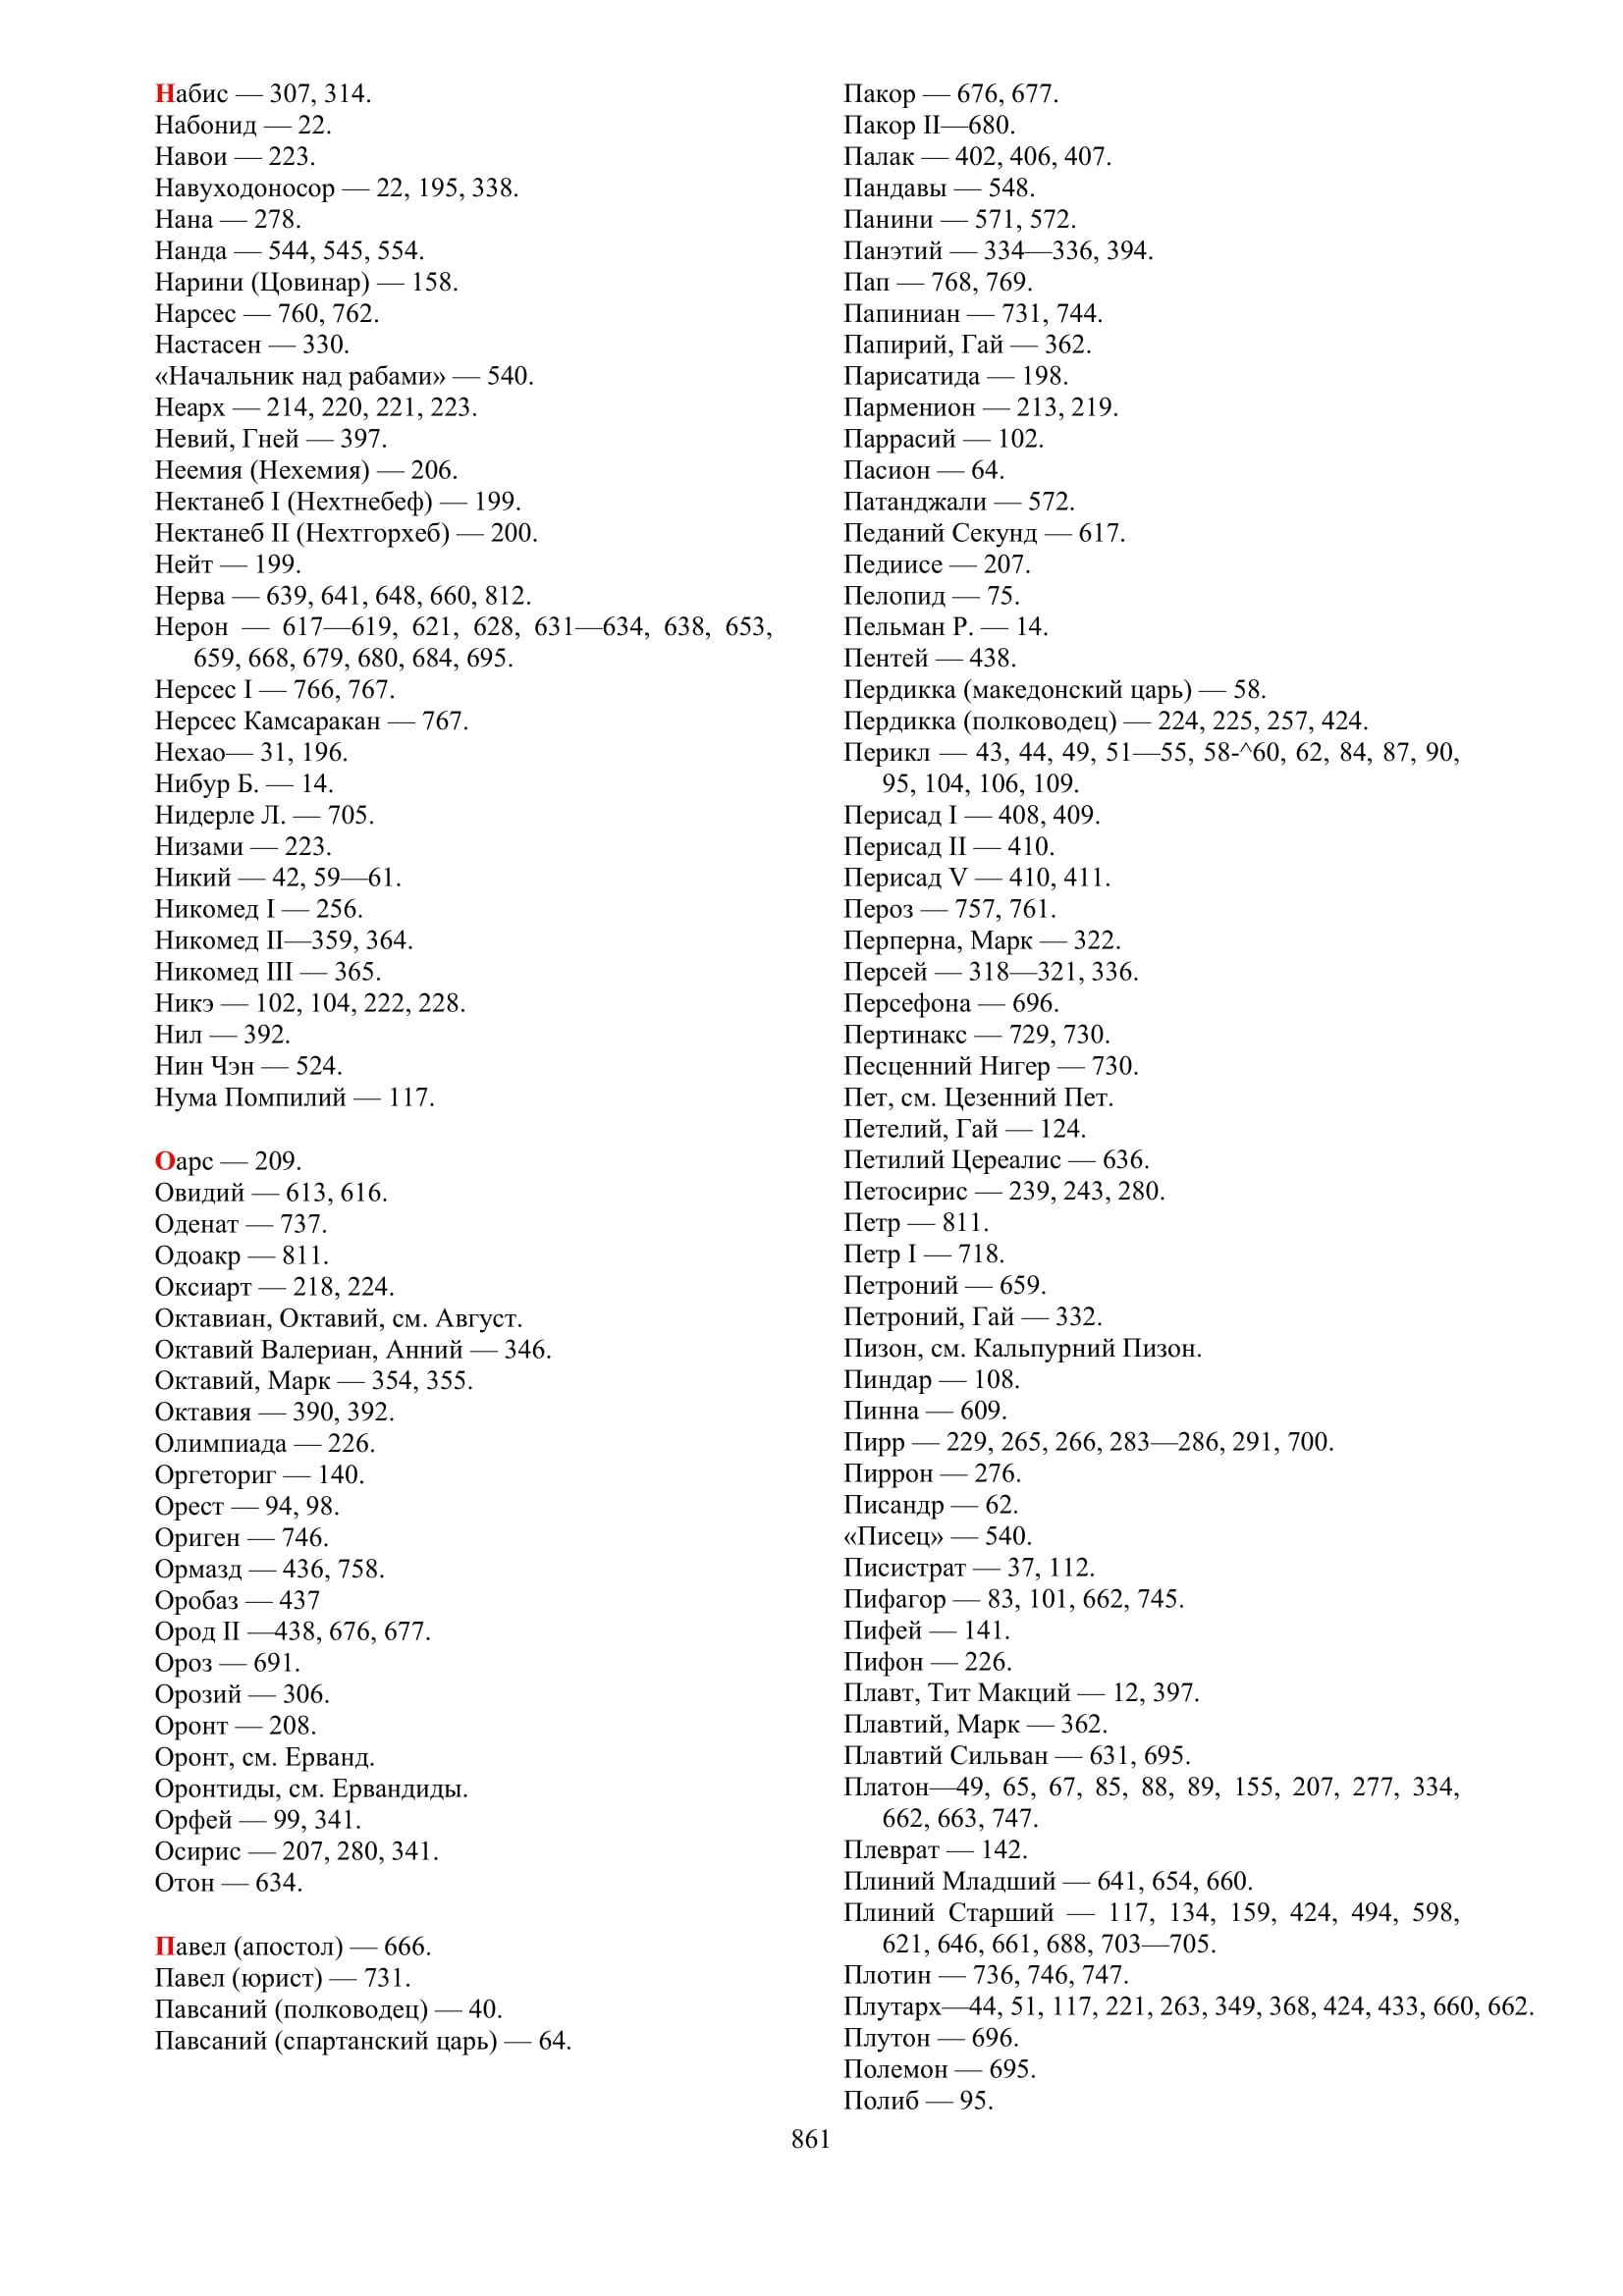 Набис — 307, 314.
Набонид — 22.
Навои — 223.
Навуходоносор — 22, 195, 338.
Нана — 278.
Нанда — 544, 545, 554.
Нарини (Цовинар) — 158.
Нарсес — 760, 762.
Настасен — 330.
«Начальник над рабами» — 540.
Неарх — 214, 220, 221, 223.
Невий, Гней — 397.
Неемия (Нехемия) — 206.
Нектанеб I (Нехтнебеф) — 199.
Нектанеб II (Нехтгорхеб) — 200.
Нейт — 199.
Нерва — 639, 641, 648, 660, 812.
Нерон — 617—619, 621, 628, 631—634, 638, 653,
659, 668, 679, 680, 684, 695.
Нерсес I — 766, 767.
Нерсес Камсаракан — 767.
Нехао— 31, 196.
Нибур Б. — 14.
Нидерле Л. — 705.
Низами — 223.
Никий — 42, 59—61.
Никомед I — 256.
Никомед II—359, 364.
Никомед III — 365.
Никэ — 102, 104, 222, 228.
Нил — 392.
Нин Чэн — 524.
Нума Помпилий — 117.
Оарс — 209.
Овидий — 613, 616.
Оденат — 737.
Одоакр — 811.
Оксиарт — 218, 224.
Октавиан, Октавий, см. Август.
Октавий Валериан, Анний — 346.
Октавий, Марк — 354, 355.
Октавия — 390, 392.
Олимпиада — 226.
Оргеториг — 140.
Орест — 94, 98.
Ориген — 746.
Ормазд — 436, 758.
Оробаз — 437
Ород II —438, 676, 677.
Ороз — 691.
Орозий — 306.
Оронт — 208.
Оронт, см. Ерванд.
Оронтиды, см. Ервандиды.
Орфей — 99, 341.
Осирис — 207, 280, 341.
Отон — 634.
Павел (апостол) — 666.
Павел (юрист) — 731.
Павсаний (полководец) — 40.
Павсаний (спартанский царь) — 64.
Пакор — 676, 677.
Пакор II—680.
Палак — 402, 406, 407.
Пандавы — 548.
Панини — 571, 572.
Панэтий — 334—336, 394.
Пап — 768, 769.
Папиниан — 731, 744.
Папирий, Гай — 362.
Парисатида — 198.
Парменион — 213, 219.
Паррасий — 102.
Пасион — 64.
Патанджали — 572.
Педаний Секунд — 617.
Педиисе — 207.
Пелопид — 75.
Пельман Р. — 14.
Пентей — 438.
Пердикка (македонский царь) — 58.
Пердикка (полководец) — 224, 225, 257, 424.
Перикл — 43, 44, 49, 51—55, 58-^60, 62, 84, 87, 90,
95, 104, 106, 109.
Перисад I — 408, 409.
Перисад II — 410.
Перисад V — 410, 411.
Пероз — 757, 761.
Перперна, Марк — 322.
Персей — 318—321, 336.
Персефона — 696.
Пертинакс — 729, 730.
Песценний Нигер — 730.
Пет, см. Цезенний Пет.
Петелий, Гай — 124.
Петилий Цереалис — 636.
Петосирис — 239, 243, 280.
Петр — 811.
Петр I — 718.
Петроний — 659.
Петроний, Гай — 332.
Пизон, см. Кальпурний Пизон.
Пиндар — 108.
Пинна — 609.
Пирр — 229, 265, 266, 283—286, 291, 700.
Пиррон — 276.
Писандр — 62.
«Писец» — 540.
Писистрат — 37, 112.
Пифагор — 83, 101, 662, 745.
Пифей — 141.
Пифон — 226.
Плавт, Тит Макций — 12, 397.
Плавтий, Марк — 362.
Плавтий Сильван — 631, 695.
Платон—49, 65, 67, 85, 88, 89, 155, 207, 277, 334,
662, 663, 747.
Плеврат — 142.
Плиний Младший — 641, 654, 660.
Плиний Старший — 117, 134, 159, 424, 494, 598,
621, 646, 661, 688, 703—705.
Плотин — 736, 746, 747.
Плутарх—44, 51, 117, 221, 263, 349, 368, 424, 433, 660, 662.
Плутон — 696.
Полемон — 695.
Полиб — 95.
861